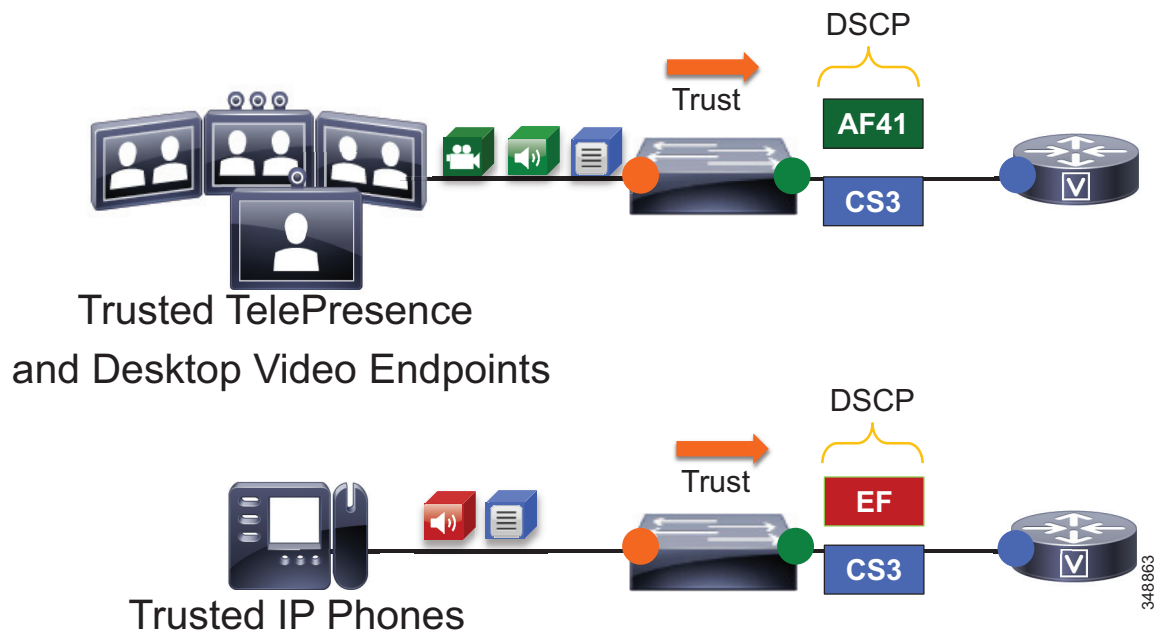 DSCP
Trust
AF41
CS3
V
Trusted TelePresence
and Desktop Video Endpoints
DSCP
Trust
EF
CS3
V
Trusted IP Phones
348863